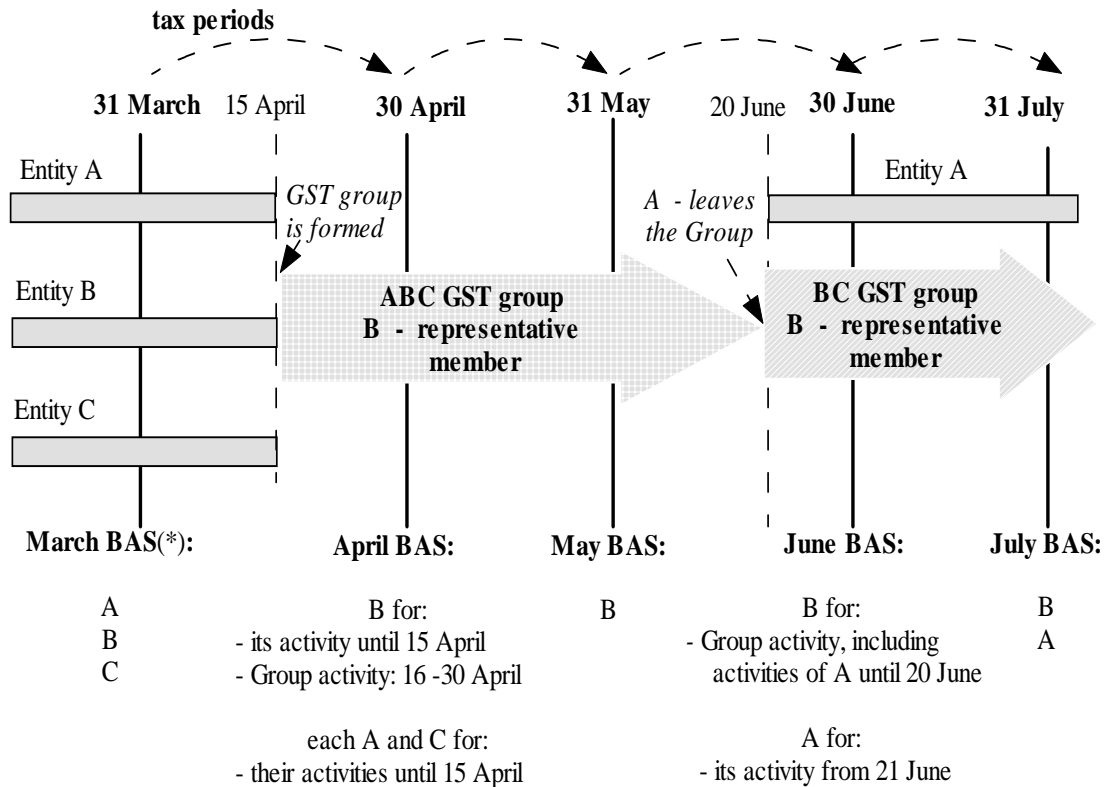 tax periods
31 March 15 April 30 April 31 May 20 June 30 June 31 July
Entity A
Entity A
GST group
is formed
A - leaves
the Group
Entity B
ABC GST group
B - representative
member
BC GST group
B - representative
member
Entity C
March BAS(*): April BAS: May BAS: June BAS: July BAS:
A
B
C
B for:
- its activity until 15 April
- Group activity: 16 -30 April
each A and C for:
- their activities until 15 April
B
B for:
- Group activity, including
activities of A until 20 June
A for:
- its activity from 21 June
B
A